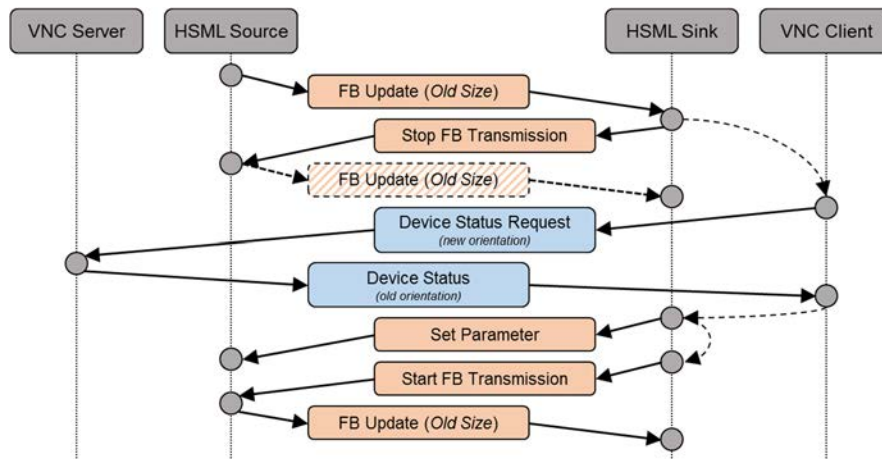 VNC Server
HSML Source
HSML Sink
VNC Client
FB Update (Old Size)
Stop FB Transmission
FB Update (Old Size)
Device Status Request
(new orientation)
Device Status
(old orientation)
Set Parameter
Start FB Transmission
FB Update (Old Size)